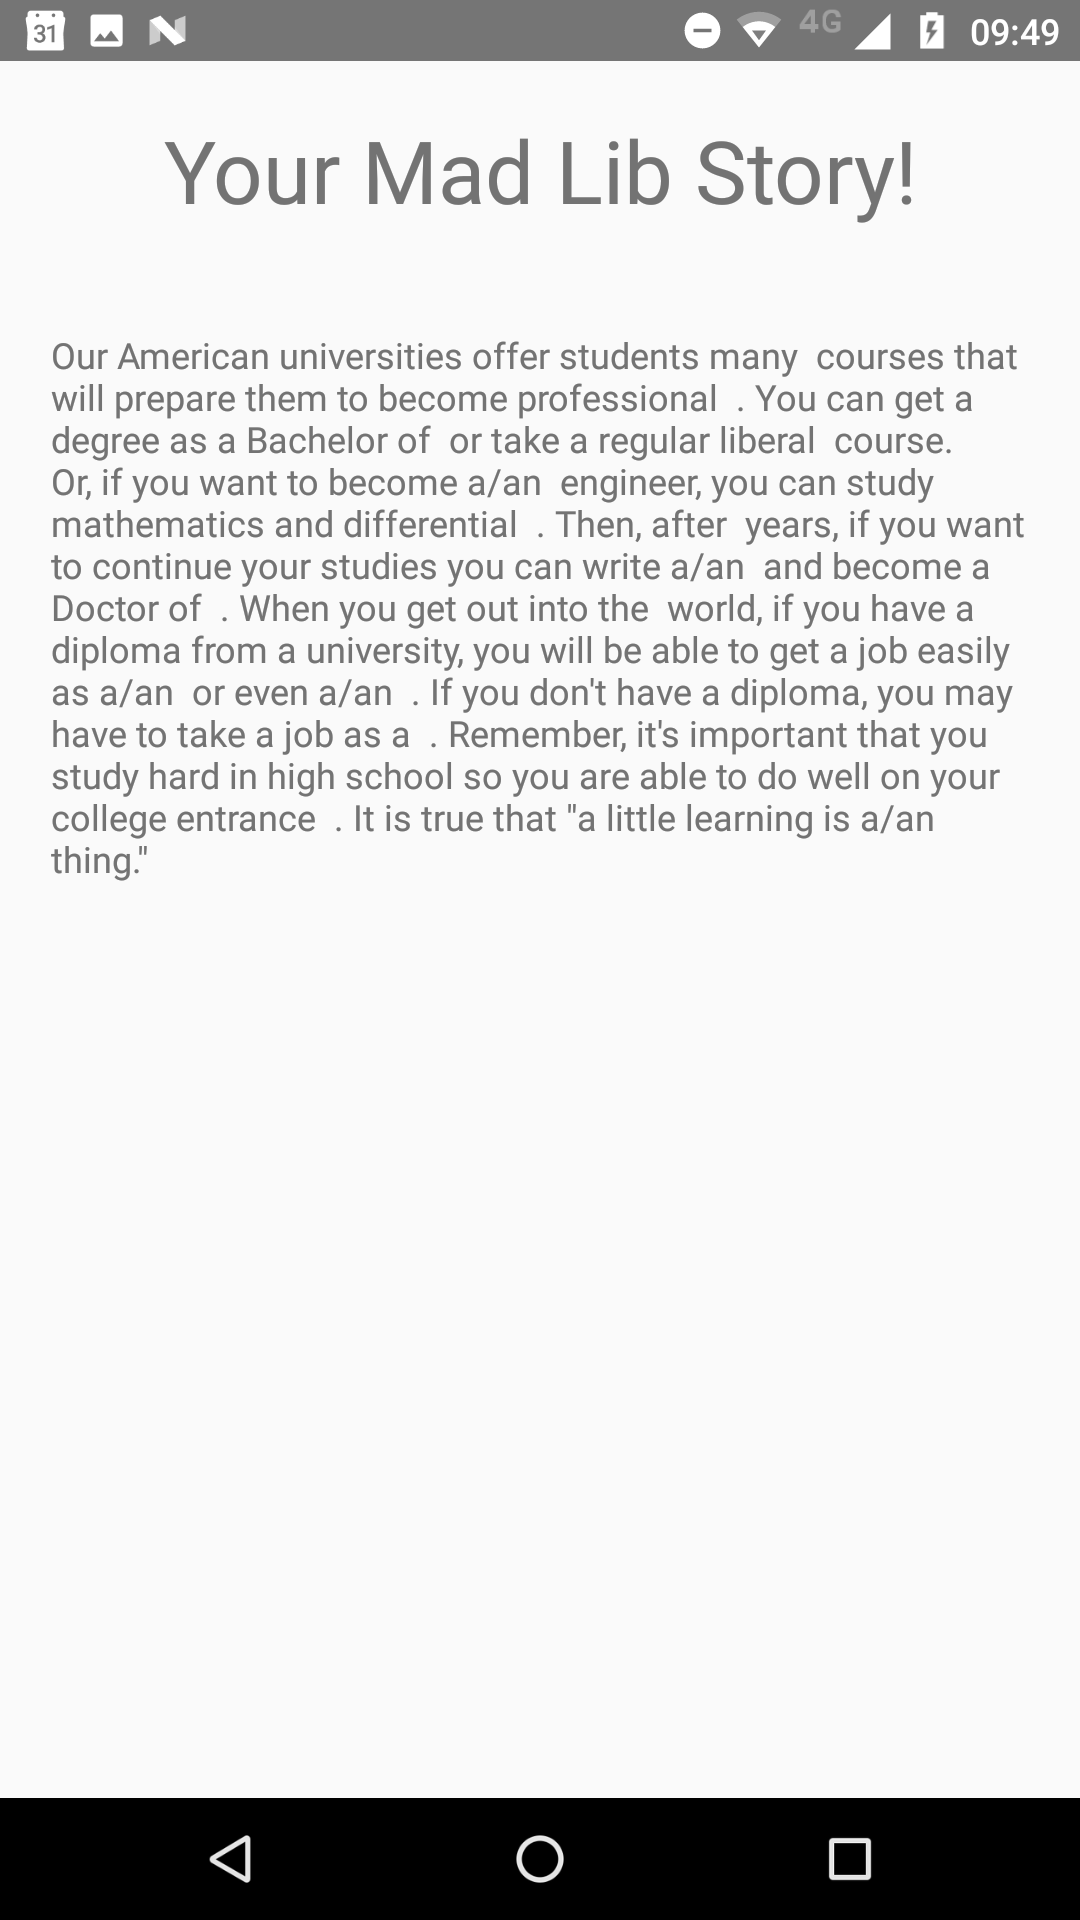 31 4G 09:49
Your Mad Lib Story!
Our American universities offer students many  courses that
will prepare them to become professional  . You can get a
degree as a Bachelor of  or take a regular liberal  course.
Or, if you want to become a/an  engineer, you can study
mathematics and differential  . Then, after  years, if you want
to continue your studies you can write a/an  and become a
Doctor of  . When you get out into the  world, if you have a
diploma from a university, you will be able to get a job easily
as a/an  or even a/an  . If you don't have a diploma, you may
have to take a job as a  . Remember, it's important that you
study hard in high school so you are able to do well on your
college entrance  . It is true that "a little learning is a/an
thing."